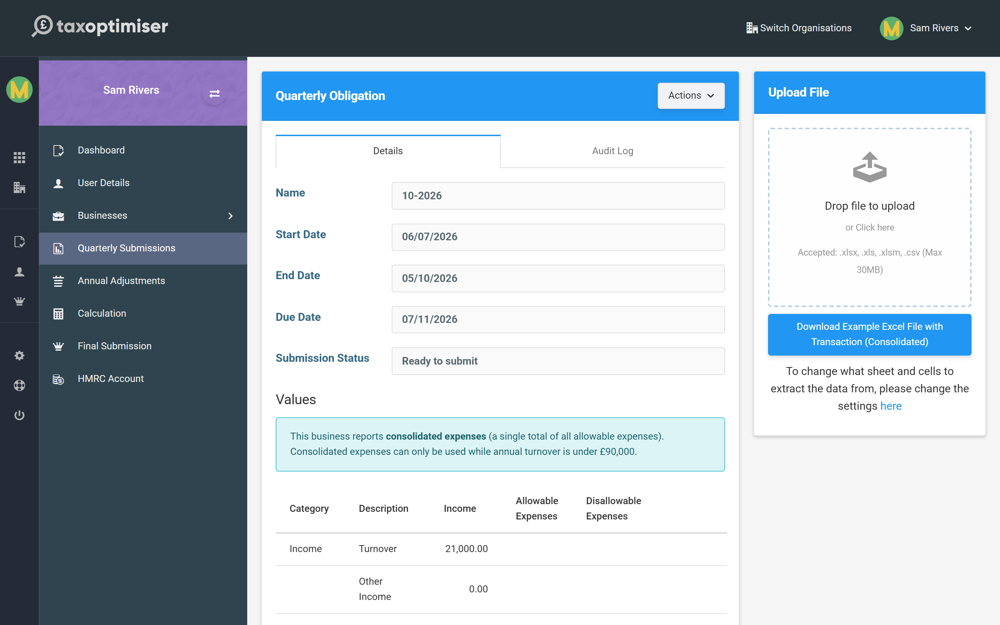 taxoptimiser
Switch Organisations
M
Sam Rivers
M
Sam Rivers
Dashboard
User Details
Businesses
Quarterly Submissions
Annual Adjustments
Calculation
Final Submission
HMRC Account
Quarterly Obligation
Actions
Details
Audit Log
Name
10-2026
Start Date
06/07/2026
End Date
05/10/2026
Due Date
07/11/2026
Submission Status
Ready to submit
Values
This business reports consolidated expenses (a single total of all allowable expenses).
Consolidated expenses can only be used while annual turnover is under £90,000.
Category Description Income Allowable Expenses Disallowable Expenses
Income Turnover 21,000.00
Other Income 0.00
Upload File
Drop file to upload
or Click here
Accepted: .xlsx, .xls, .xlsm, .csv (Max
30MB)
Download Example Excel File with
Transaction (Consolidated)
To change what sheet and cells to
extract the data from, please change the
settings here